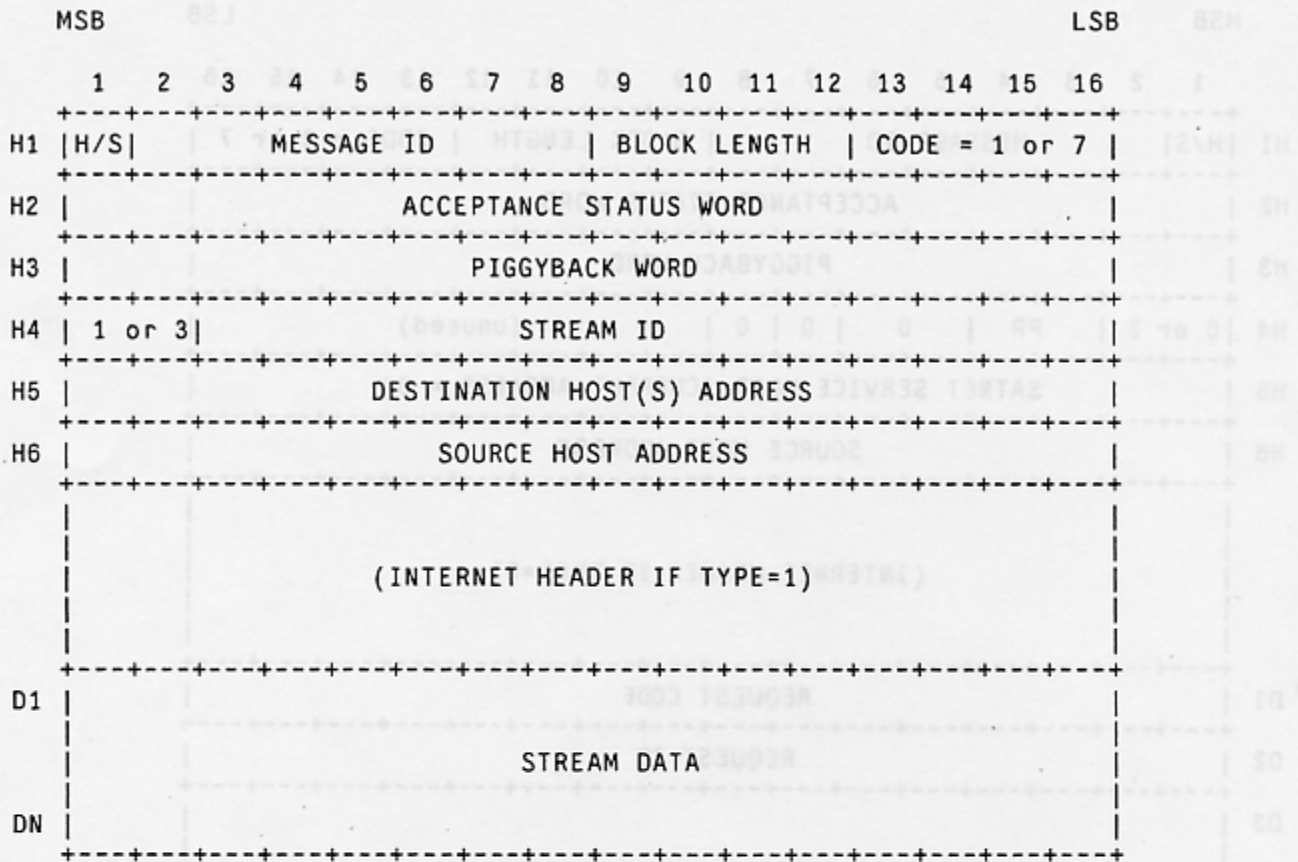 MSB LSB
1 2 3 4 5 6 7 8 9 10 11 12 13 14 15 16
H1 |H/S| MESSAGE ID | BLOCK LENGTH | CODE = 1 or 7 |
H2 | ACCEPTANCE STATUS WORD |
H3 | PIGGYBACK WORD |
H4 | 1 or 3| STREAM ID |
H5 | DESTINATION HOST(S) ADDRESS |
H6 | SOURCE HOST ADDRESS |
(INTERNET HEADER IF TYPE=1)
D1
STREAM DATA
DN